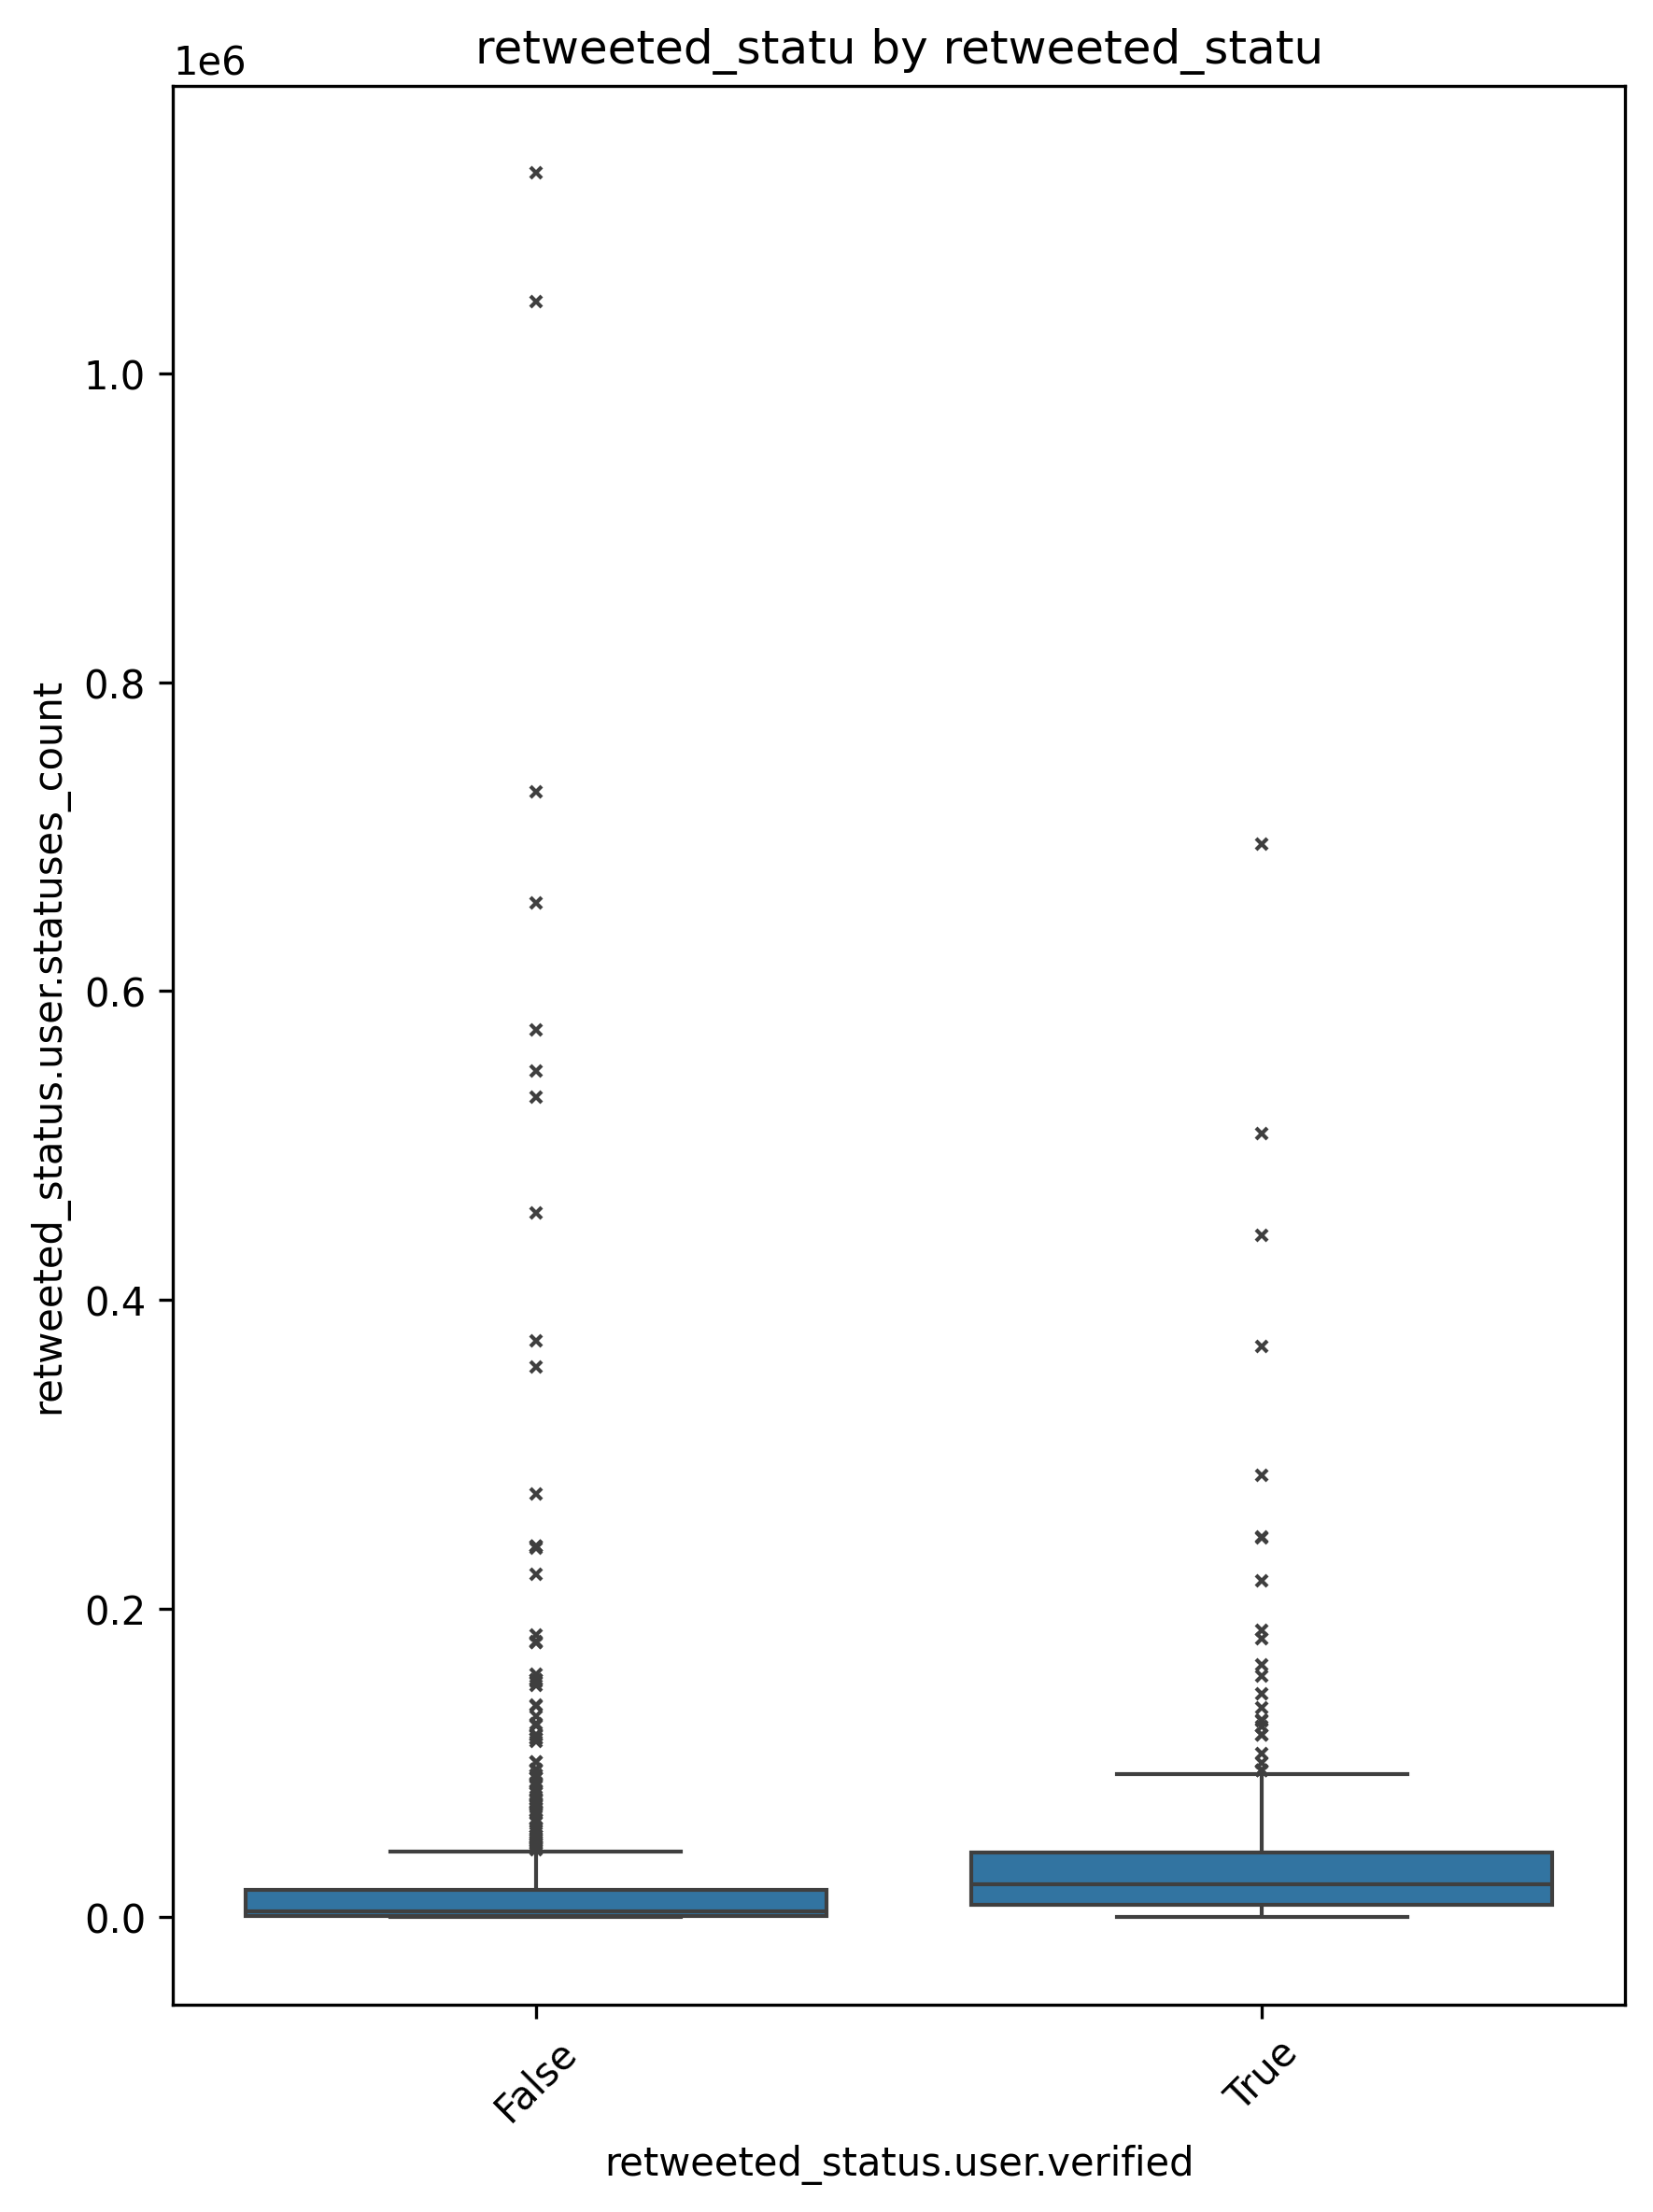 retweeted_statu by retweeted_statu
1e6
1.0
0.8
0.6
0.4
0.2
0.0
retweeted_status.user.statuses_count
False
True
retweeted_status.user.verified